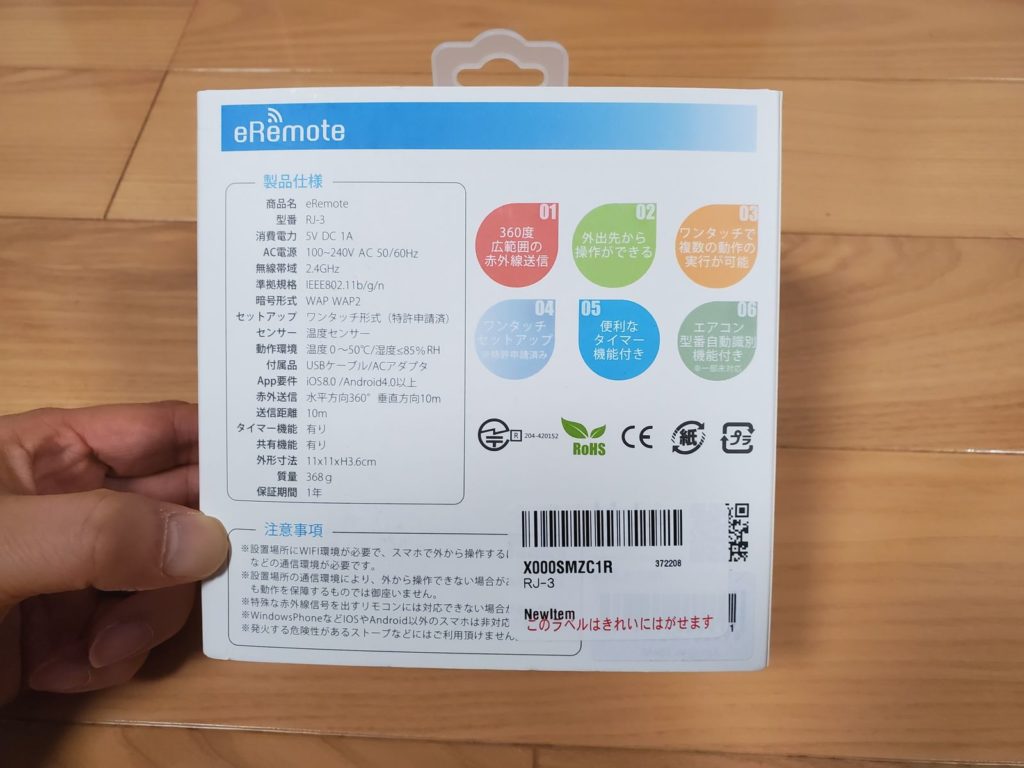 eRemote
製品仕様
商品名 eRemote
型番 RJ-3
消費電力 5V DC 1A
AC電源 100~240V AC 50/60Hz
無線帯域 2.4GHz
準拠規格 IEEE802.11b/g/n
暗号形式 WAP WAP2
セットアップ ワンタッチ形式（特許申請済）
センサー 温度センサー
動作環境 温度0～50℃/湿度≤85%RH
付属品 USBケーブル/ACアダプタ
App要件 iOS8.0 /Android4.0以上
赤外送信 水平方向360°垂直方向10m
送信距離 10m
タイマー機能 有り
共有機能 有り
外形寸法 11x11xH3.6cm
質量 368g
保証期間 1年
01
360度
広範囲の
赤外線送信
02
外出先から
操作ができる
03
ワンタッチで
複数の動作の
実行が可能
04
ワンタッチ
セットアップ
※特許申請済み
05
便利な
タイマー
機能付き
06
エアコン
型番自動識別
機能付き
※一部未対応
R 204-420152
RoHS
CE
紙
プラ
注意事項
※設置場所にWIFI環境が必要で、スマホで外から操作するに
などの通信環境が必要です。
※設置場所の通信環境により、外から操作できない場合が
も動作を保障するものでは御座いません。
※特殊な赤外線信号を出すリモコンには対応できない場合が
※WindowsPhoneなどIOSやAndroid以外のスマホは非対応
※発火する危険性があるストーブなどにはご利用頂けません
X000SMZC1R
372208
RJ-3
NewItem
このラベルはきれいにはがせます
1